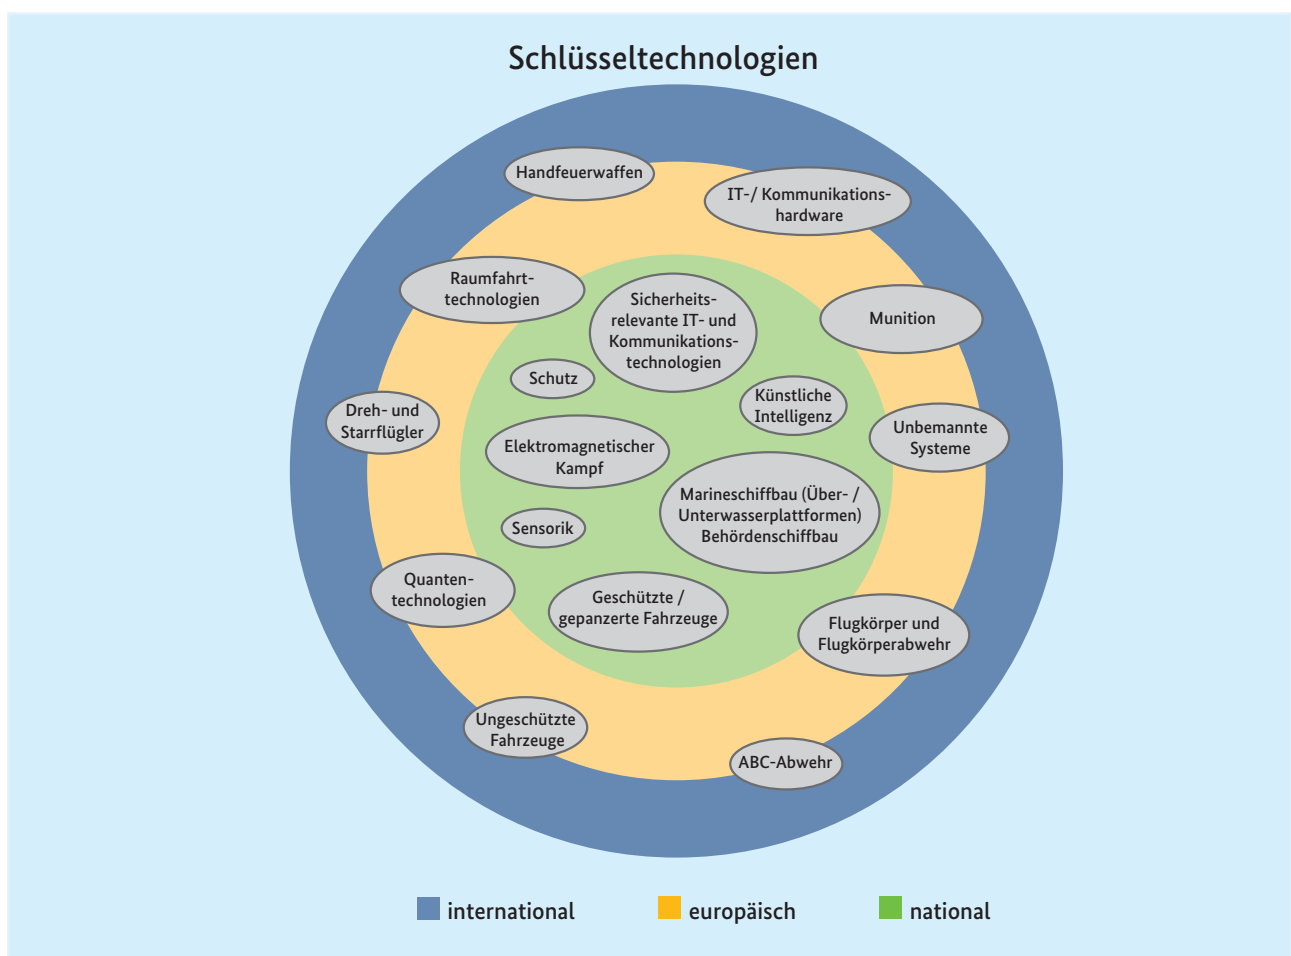 Schlüsseltechnologien
Handfeuerwaffen
IT-/ Kommunikations-
hardware
Raumfahrt-
technologien
Sicherheits-
relevante IT- und
Kommunikations-
technologien
Munition
Schutz
Künstliche
Intelligenz
Dreh- und
Starrflügler
Unbemannte
Systeme
Elektromagnetischer
Kampf
Marineschiffbau (Über- /
Unterwasserplattformen)
Behördenschiffbau
Sensorik
Quanten-
technologien
Geschützte /
gepanzerte Fahrzeuge
Flugkörper und
Flugkörperabwehr
Ungeschützte
Fahrzeuge
ABC-Abwehr
international
europäisch
national